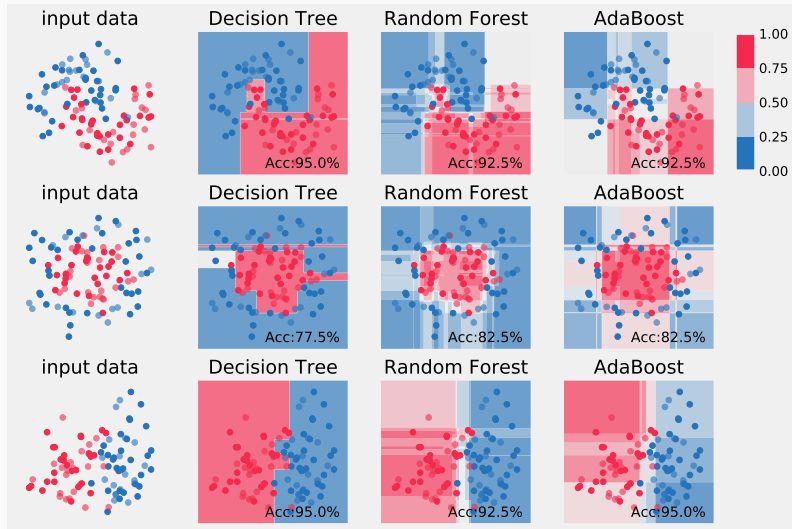 input data Decision Tree Random Forest AdaBoost
1.00
0.75
0.50
0.25
0.00
Acc:95.0% Acc:92.5% Acc:92.5%
input data Decision Tree Random Forest AdaBoost
Acc:77.5% Acc:82.5% Acc:82.5%
input data Decision Tree Random Forest AdaBoost
Acc:95.0% Acc:92.5% Acc:95.0%